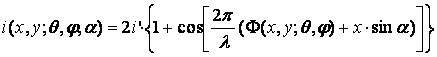 i(x, y; θ, φ, α) = 2i' {1 + cos[ 2π/λ (Φ(x, y; θ, φ) + x · sin α) ]}